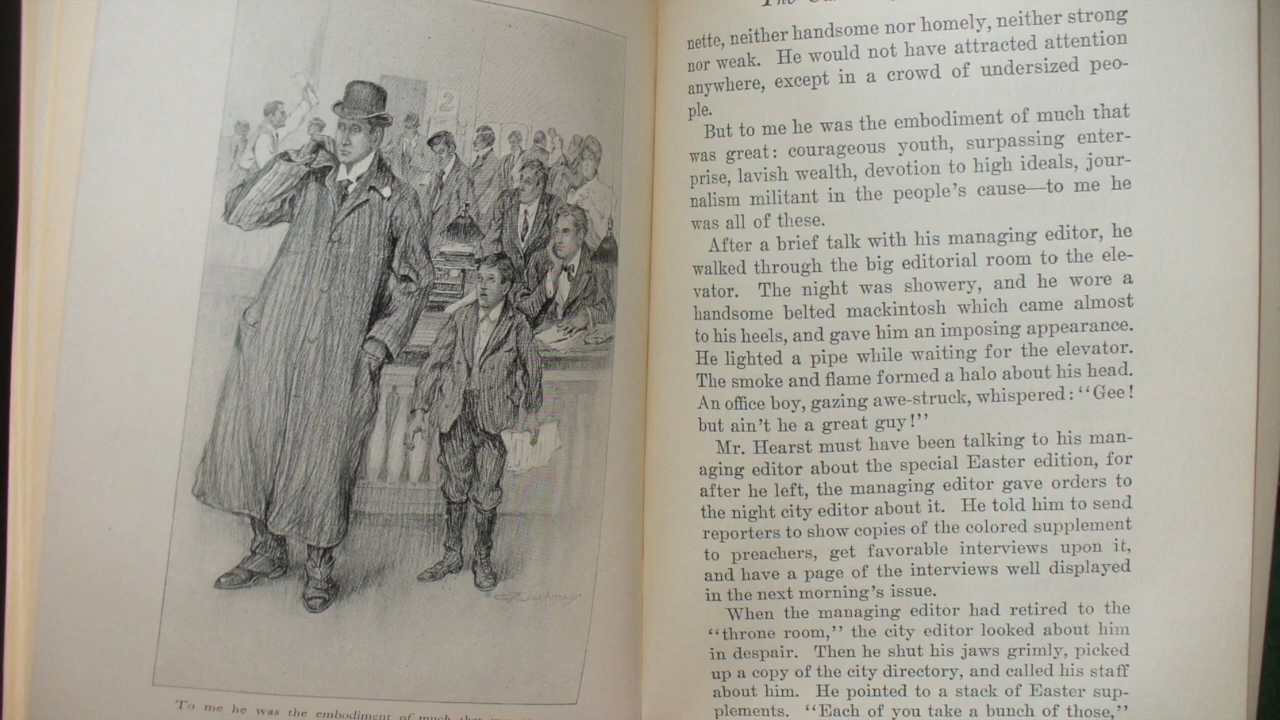 2
To me he was the embodiment of much that
The
nette, neither handsome nor homely, neither strong
nor weak. He would not have attracted attention
anywhere, except in a crowd of undersized peo-
ple.
But to me he was the embodiment of much that
was great: courageous youth, surpassing enter-
prise, lavish wealth, devotion to high ideals, jour-
nalism militant in the people's cause—to me he
was all of these.
After a brief talk with his managing editor, he
walked through the big editorial room to the ele-
vator. The night was showery, and he wore a
handsome belted mackintosh which came almost
to his heels, and gave him an imposing appearance.
He lighted a pipe while waiting for the elevator.
The smoke and flame formed a halo about his head.
An office boy, gazing awe-struck, whispered: "Gee!
but ain't he a great guy!"
Mr. Hearst must have been talking to his man-
aging editor about the special Easter edition, for
after he left, the managing editor gave orders to
the night city editor about it. He told him to send
reporters to show copies of the colored supplement
to preachers, get favorable interviews upon it,
and have a page of the interviews well displayed
in the next morning's issue.
When the managing editor had retired to the
"throne room," the city editor looked about him
in despair. Then he shut his jaws grimly, picked
up a copy of the city directory, and called his staff
about him. He pointed to a stack of Easter sup-
plements. "Each of you take a bunch of those,"